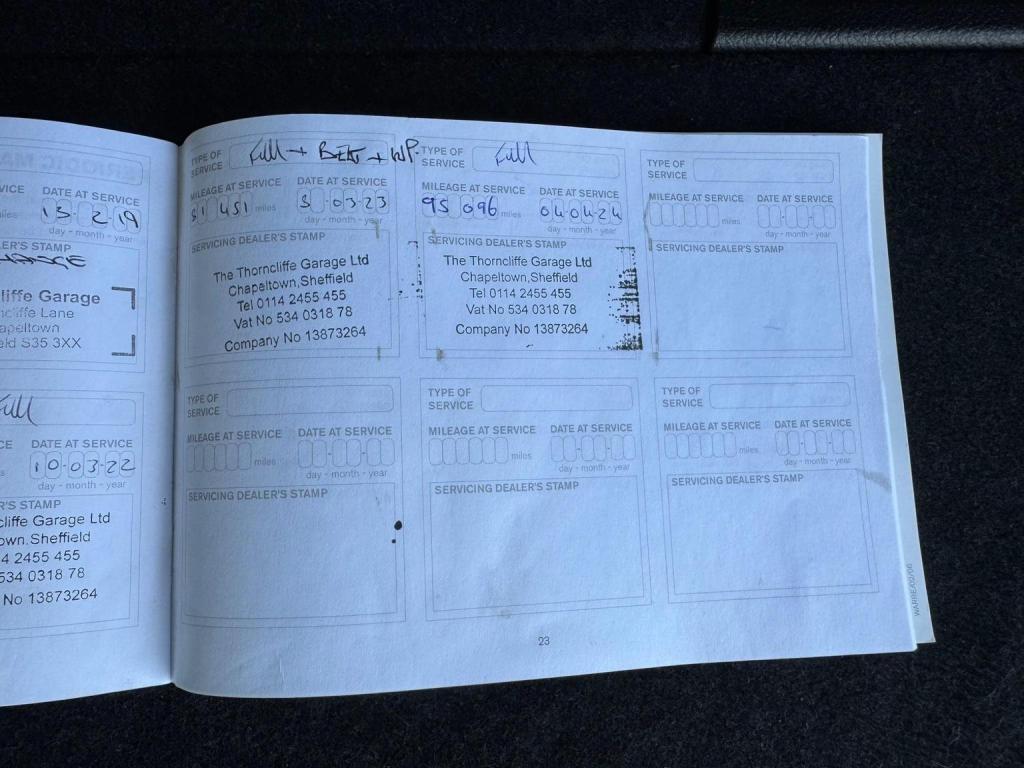 VICE DATE AT SERVICE
miles 13 2 19
day - month - year
ER'S STAMP
liffe Garage
ncliffe Lane
apeltown
eld S35 3XX
Full
CE DATE AT SERVICE
10-03-22
day - month - year
R'S STAMP
cliffe Garage Ltd
own, Sheffield
4 2455 455
534 0318 78
No 13873264
TYPE OF SERVICE Full + Belt + WP.
MILEAGE AT SERVICE DATE AT SERVICE
81 451 miles 8 - 03-23
day - month - year
SERVICING DEALER'S STAMP
The Thorncliffe Garage Ltd
Chapeltown, Sheffield
Tel 0114 2455 455
Vat No 534 0318 78
Company No 13873264
TYPE OF SERVICE Full
MILEAGE AT SERVICE DATE AT SERVICE
95 096 miles 04-04-24
day - month - year
SERVICING DEALER'S STAMP
The Thorncliffe Garage Ltd
Chapeltown, Sheffield
Tel 0114 2455 455
Vat No 534 0318 78
Company No 13873264
TYPE OF SERVICE
MILEAGE AT SERVICE DATE AT SERVICE
miles day - month - year
SERVICING DEALER'S STAMP
TYPE OF SERVICE
MILEAGE AT SERVICE DATE AT SERVICE
miles day - month - year
SERVICING DEALER'S STAMP
TYPE OF SERVICE
MILEAGE AT SERVICE DATE AT SERVICE
miles day - month - year
SERVICING DEALER'S STAMP
TYPE OF SERVICE
MILEAGE AT SERVICE DATE AT SERVICE
miles day - month - year
SERVICING DEALER'S STAMP
23